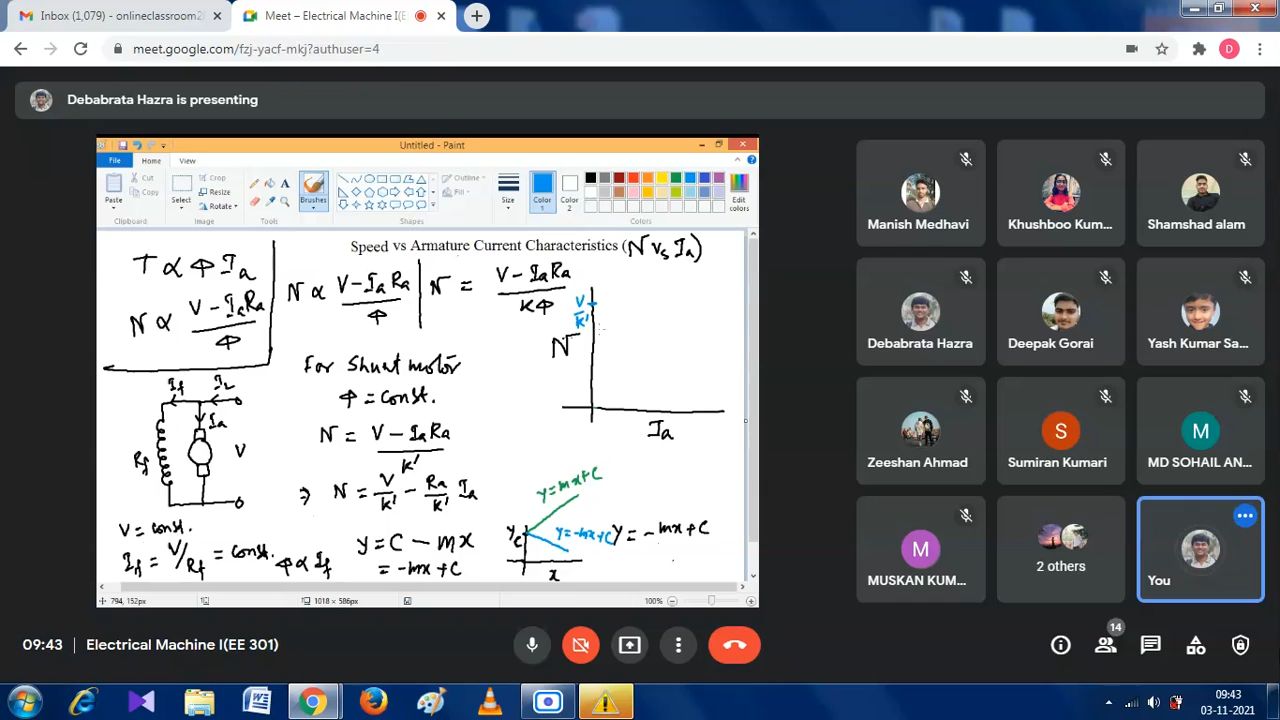 Inbox (1,079) - onlineclassroom2
Meet – Electrical Machine I(E
meet.google.com/fzj-yacf-mkj?authuser=4
D
Debabrata Hazra is presenting
Untitled - Paint
File Home View
Paste
Cut
Copy
Clipboard
Select
Crop
Resize
Rotate
Image
A
Tools
Brushes
Shapes
Outline
Fill
Size
Color 1
Color 2
Colors
Edit colors
Speed vs Armature Current Characteristics (N vs Ia)
T ∝ Φ Ia
N ∝ V - IaRa / Φ
N ∝ V - IaRa / Φ
N = V - IaRa / KΦ
V/K'
N
Ia
For Shunt motor
Φ = Const.
N = V - IaRa / K'
⇒ N = V/K' - Ra/K' Ia
y = C - mx
= -mx + C
If
IL
Ia
Rf
V
V = const.
If = V/Rf = Const.
Φ ∝ If
y = mx + C
y = -mx + C
y
C
x
y = -mx + C
794, 152px
1018 × 586px
100%
Manish Medhavi
Khushboo Kum...
Shamshad alam
Debabrata Hazra
Deepak Gorai
Yash Kumar Sa...
Zeeshan Ahmad
S
Sumiran Kumari
M
MD SOHAIL AN...
M
MUSKAN KUM...
2 others
You
09:43
Electrical Machine I(EE 301)
14
09:43
03-11-2021